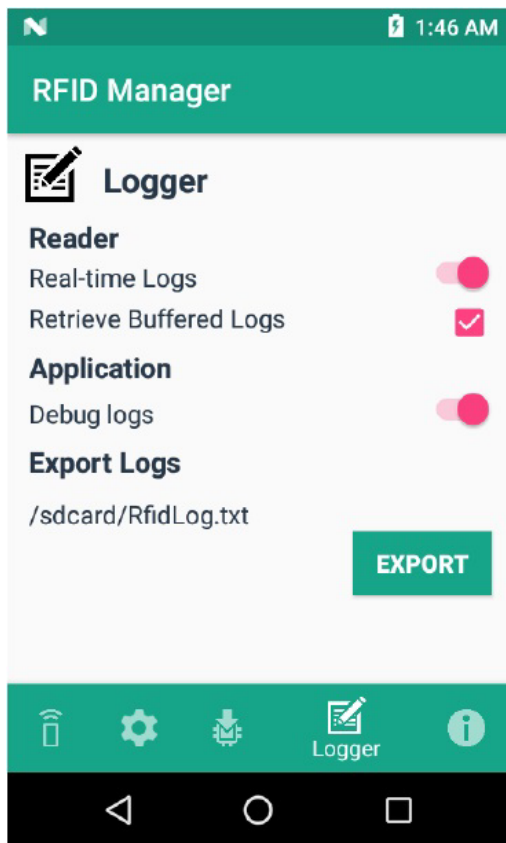 1:46 AM
RFID Manager
Logger
Reader
Real-time Logs
Retrieve Buffered Logs
Application
Debug logs
Export Logs
/sdcard/RfidLog.txt
EXPORT
Logger